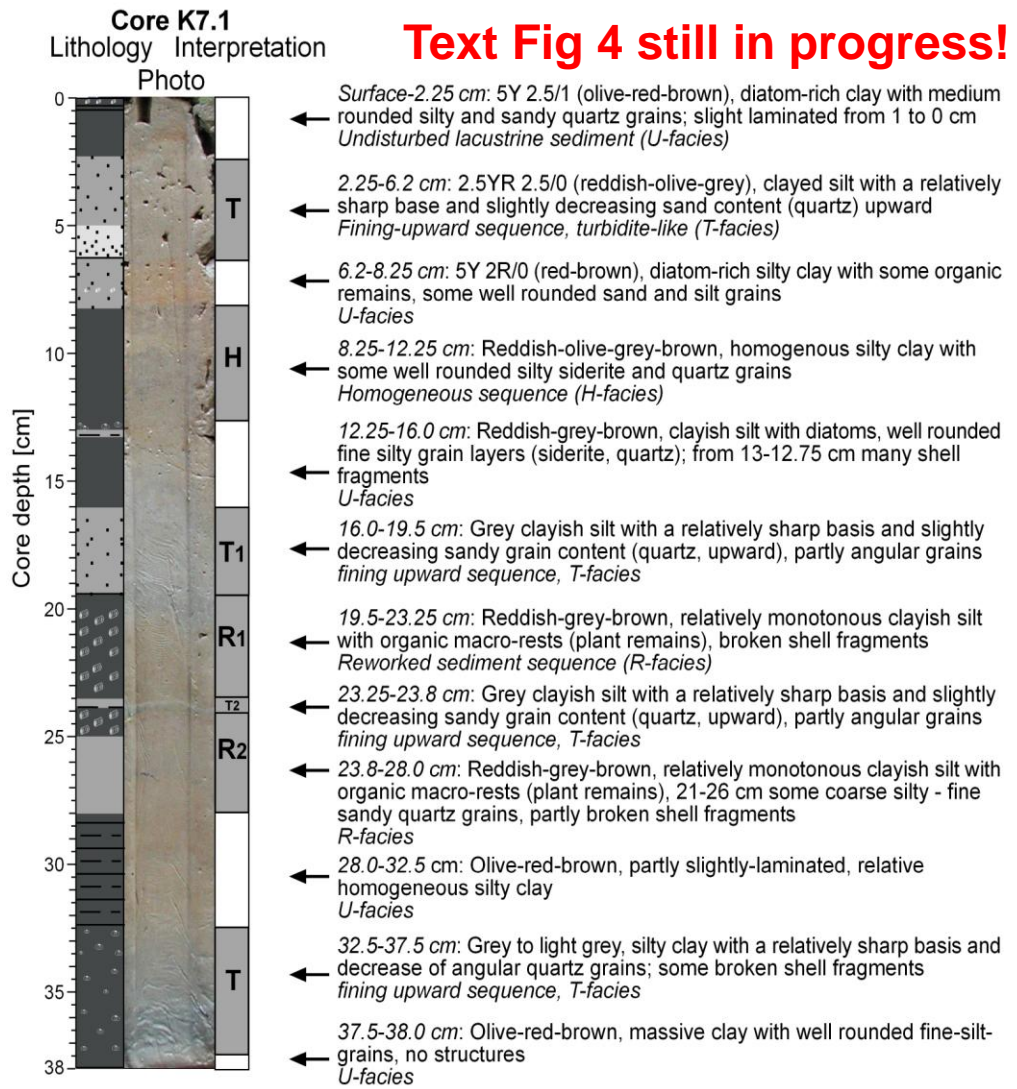 Core K7.1
Text Fig 4 still in progress!
Lithology Interpretation
Photo
Surface-2.25 cm: 5Y 2.5/1 (olive-red-brown), diatom-rich clay with medium
rounded silty and sandy quartz grains; slight laminated from 1 to 0 cm
Undisturbed lacustrine sediment (U-facies)
2.25-6.2 cm: 2.5YR 2.5/0 (reddish-olive-grey), clayed silt with a relatively
sharp base and slightly decreasing sand content (quartz) upward
Fining-upward sequence, turbidite-like (T-facies)
6.2-8.25 cm: 5Y 2R/0 (red-brown), diatom-rich silty clay with some organic
remains, some well rounded sand and silt grains
U-facies
8.25-12.25 cm: Reddish-olive-grey-brown, homogenous silty clay with
some well rounded silty siderite and quartz grains
Homogeneous sequence (H-facies)
12.25-16.0 cm: Reddish-grey-brown, clayish silt with diatoms, well rounded
fine silty grain layers (siderite, quartz); from 13-12.75 cm many shell
fragments
U-facies
16.0-19.5 cm: Grey clayish silt with a relatively sharp basis and slightly
decreasing sandy grain content (quartz, upward), partly angular grains
fining upward sequence, T-facies
19.5-23.25 cm: Reddish-grey-brown, relatively monotonous clayish silt
with organic macro-rests (plant remains), broken shell fragments
Reworked sediment sequence (R-facies)
23.25-23.8 cm: Grey clayish silt with a relatively sharp basis and slightly
decreasing sandy grain content (quartz, upward), partly angular grains
fining upward sequence, T-facies
23.8-28.0 cm: Reddish-grey-brown, relatively monotonous clayish silt with
organic macro-rests (plant remains), 21-26 cm some coarse silty - fine
sandy quartz grains, partly broken shell fragments
R-facies
28.0-32.5 cm: Olive-red-brown, partly slightly-laminated, relative
homogeneous silty clay
U-facies
32.5-37.5 cm: Grey to light grey, silty clay with a relatively sharp basis and
decrease of angular quartz grains; some broken shell fragments
fining upward sequence, T-facies
37.5-38.0 cm: Olive-red-brown, massive clay with well rounded fine-silt-
grains, no structures
U-facies
Core depth [cm]
0
5
10
15
20
25
30
35
38
T
H
T1
R1
T2
R2
T